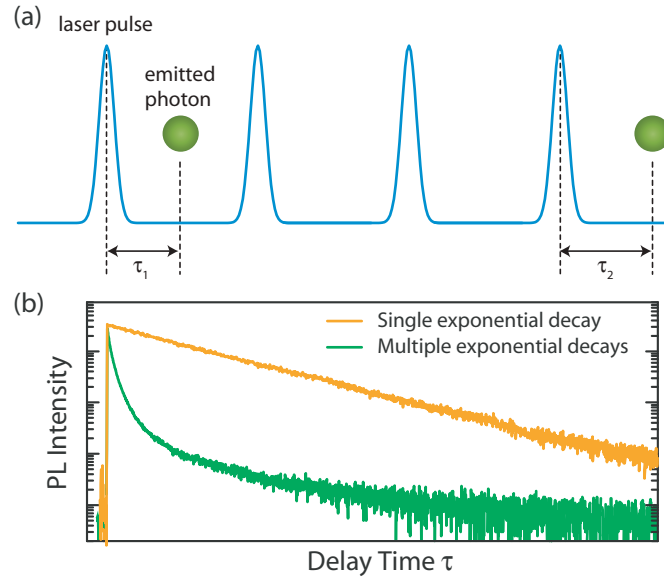 (a)
laser pulse
emitted
photon
τ1
τ2
(b)
Single exponential decay
Multiple exponential decays
PL Intensity
Delay Time τ